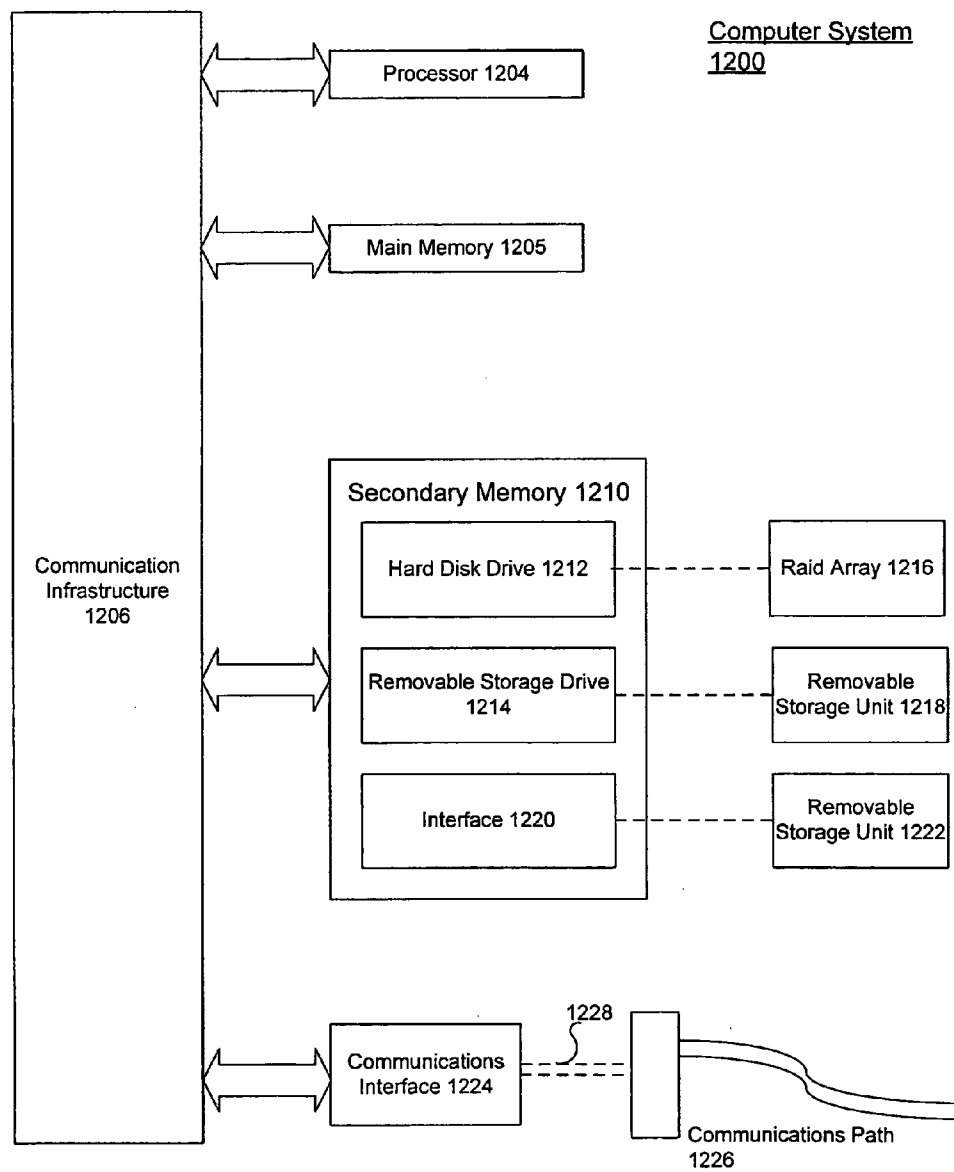 Computer System
1200
Processor 1204
Main Memory 1205
Communication
Infrastructure
1206
Secondary Memory 1210
Hard Disk Drive 1212
Raid Array 1216
Removable Storage Drive
1214
Removable
Storage Unit 1218
Interface 1220
Removable
Storage Unit 1222
1228
Communications
Interface 1224
Communications Path
1226